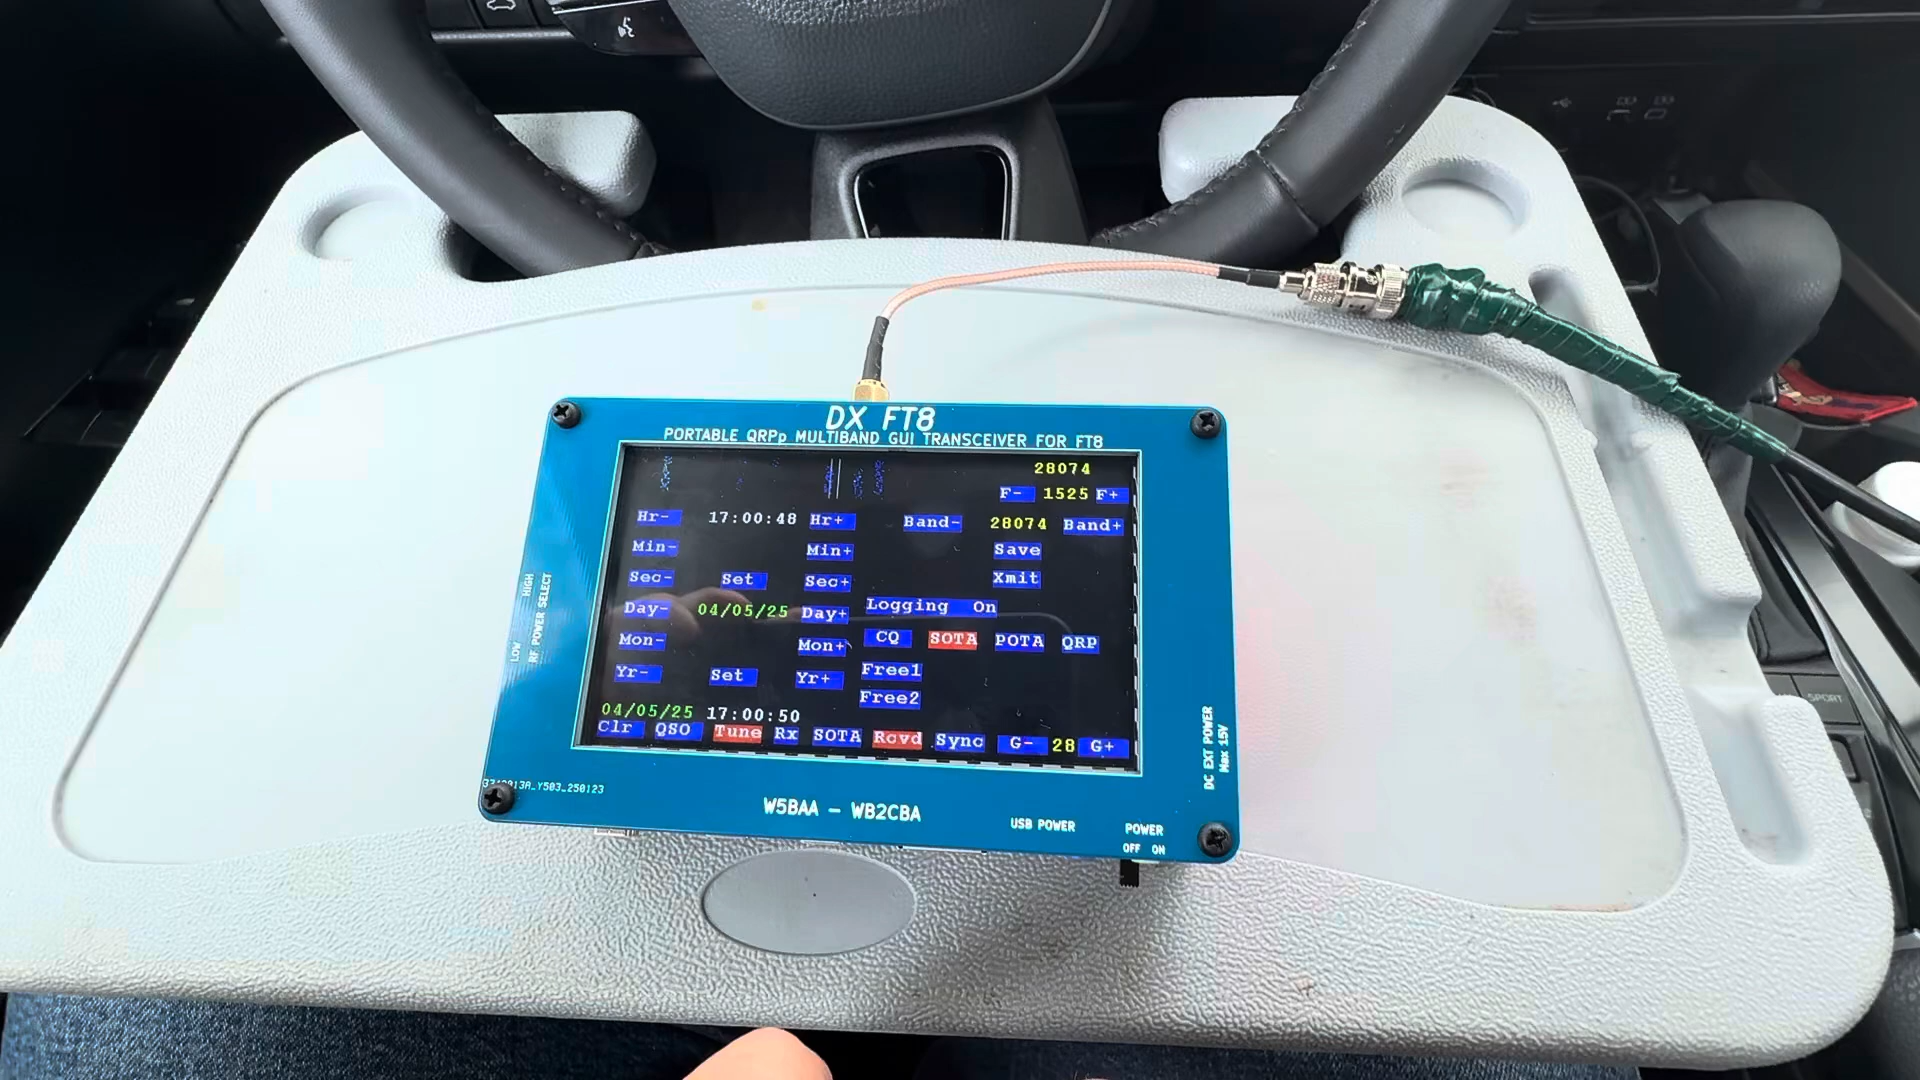 DX FT8
PORTABLE QRPp MULTIBAND GUI TRANSCEIVER FOR FT8
28074
F- 1525 F+
Hr- 17:00:48 Hr+ Band- 28074 Band+
Min- Min+ Save
Sec- Set Sec+ Xmit
Day- 04/05/25 Day+ Logging On
Mon- Mon+ CQ SOTA POTA QRP
Yr- Set Yr+ Free1
Free2
04/05/25 17:00:50
Clr QSO Tune Rx SOTA Rcvd Sync G- 28 G+
LOW HIGH
RF POWER SELECT
DC EXT POWER
Max 15V
W5BAA - WB2CBA
USB POWER
POWER
OFF ON
SPORT